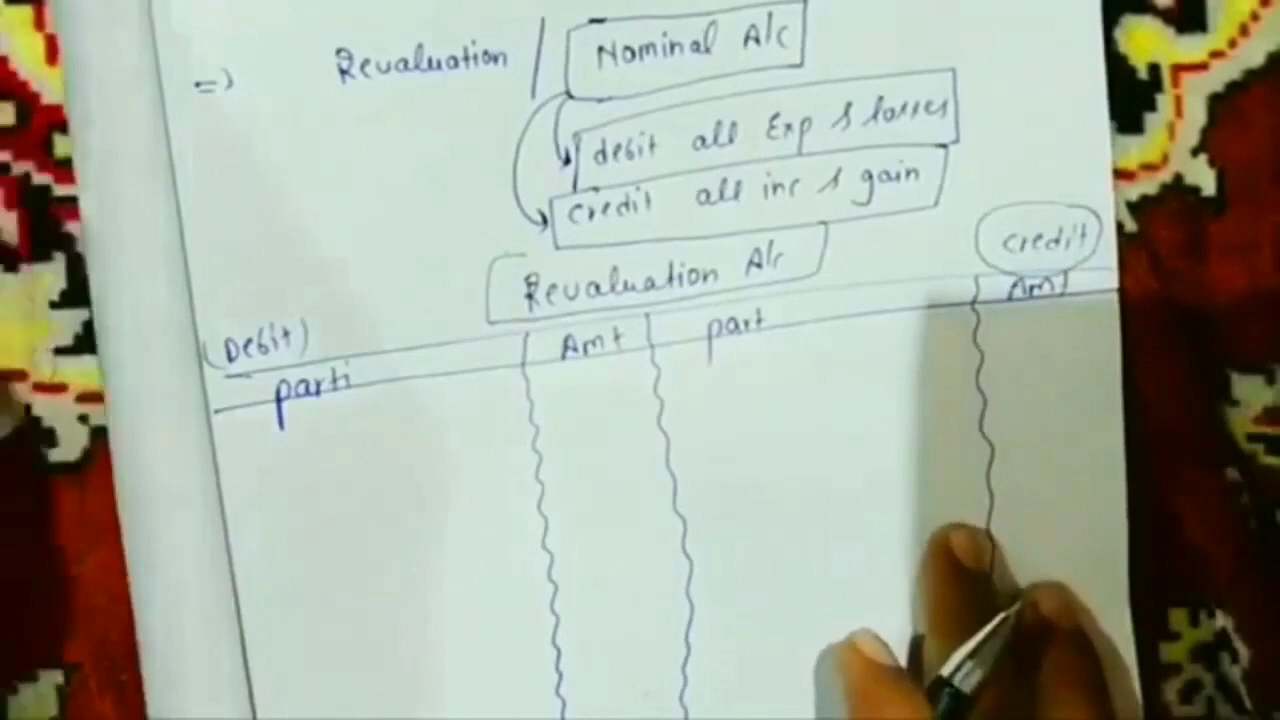 => Revaluation / Nominal A/c
debit all Exp & losses
credit all inc & gain
Revaluation A/c
(Debit) credit
parti Amt part Amt